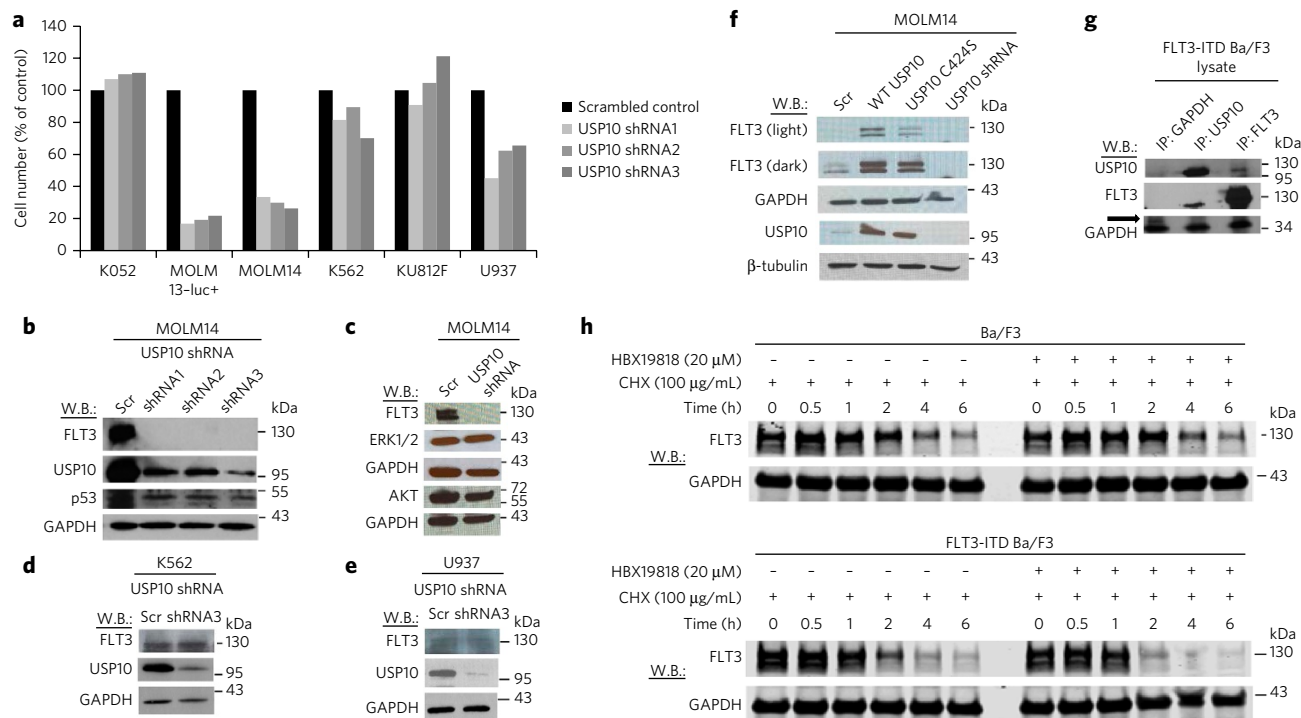 a
140
120
100
80
60
40
20
0
Cell number (% of control)
K052
MOLM
13–luc+
MOLM14
K562
KU812F
U937
Scrambled control
USP10 shRNA1
USP10 shRNA2
USP10 shRNA3
b
MOLM14
USP10 shRNA
W.B.: Scr shRNA1 shRNA2 shRNA3 kDa
FLT3 130
USP10 95
p53 55
GAPDH 43
c
MOLM14
W.B.: Scr USP10 shRNA kDa
FLT3 130
ERK1/2 43
GAPDH 43
AKT 72
55
GAPDH 43
d
K562
USP10 shRNA
W.B.: Scr shRNA3 kDa
FLT3 130
USP10 95
GAPDH 43
e
U937
USP10 shRNA
W.B.: Scr shRNA3 kDa
FLT3 130
USP10 95
GAPDH 43
f
MOLM14
W.B.: Scr WT USP10 USP10 C424S USP10 shRNA kDa
FLT3 (light) 130
FLT3 (dark) 130
GAPDH 43
USP10 95
β-tubulin 43
g
FLT3-ITD Ba/F3
lysate
W.B.: IP: GAPDH IP: USP10 IP: FLT3 kDa
USP10 130
95
FLT3 130
GAPDH 34
h
Ba/F3
HBX19818 (20 μM) – – – – – – + + + + + +
CHX (100 μg/mL) + + + + + + + + + + + +
Time (h) 0 0.5 1 2 4 6 0 0.5 1 2 4 6 kDa
FLT3 130
W.B.:
GAPDH 43
FLT3-ITD Ba/F3
HBX19818 (20 μM) – – – – – – + + + + + +
CHX (100 μg/mL) + + + + + + + + + + + +
Time (h) 0 0.5 1 2 4 6 0 0.5 1 2 4 6 kDa
FLT3 130
W.B.:
GAPDH 43